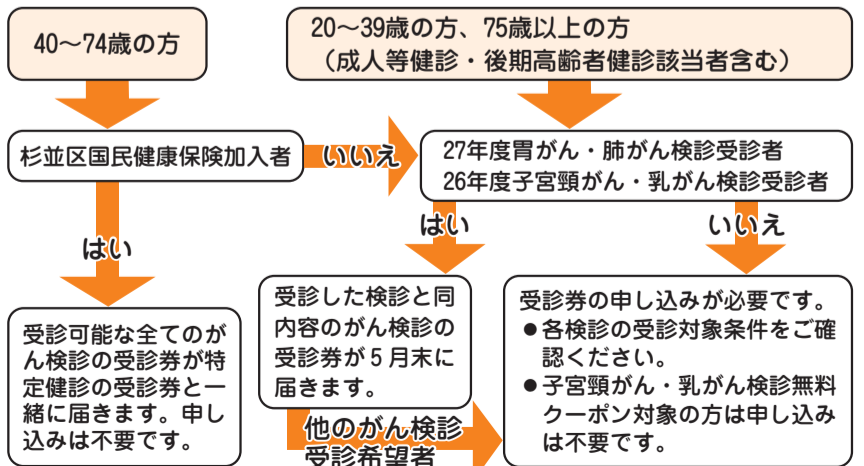 40～74歳の方
20～39歳の方、75歳以上の方
（成人等健診・後期高齢者健診該当者含む）
杉並区国民健康保険加入者
いいえ
27年度胃がん・肺がん検診受診者
26年度子宮頸がん・乳がん検診受診者
はい
はい
いいえ
受診可能な全てのが
ん検診の受診券が特
定健診の受診券と一
緒に届きます。申し
込みは不要です。
受診した検診と同
内容のがん検診の
受診券が５月末に
届きます。
他のがん検診
受診希望者
受診券の申し込みが必要です。
●各検診の受診対象条件をご確
認ください。
●子宮頸がん・乳がん検診無料
クーポン対象の方は申し込み
は不要です。